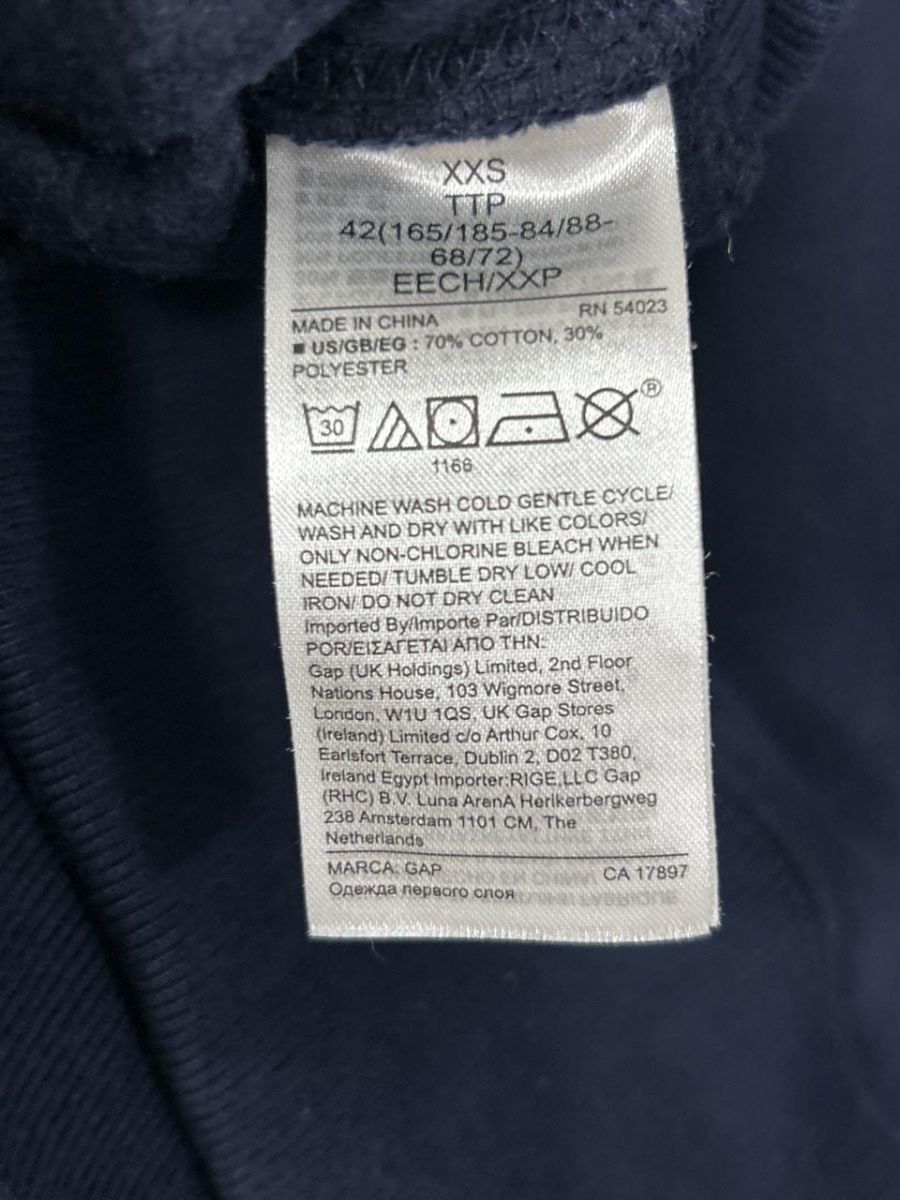 XXS
TTP
42(165/185-84/88-
68/72)
EECH/XXP
MADE IN CHINA RN 54023
■ US/GB/EG : 70% COTTON, 30%
POLYESTER
30
®
1166
MACHINE WASH COLD GENTLE CYCLE/
WASH AND DRY WITH LIKE COLORS/
ONLY NON-CHLORINE BLEACH WHEN
NEEDED/ TUMBLE DRY LOW/ COOL
IRON/ DO NOT DRY CLEAN
Imported By/Importe Par/DISTRIBUIDO
POR/ΕΙΣΑΓΕΤΑΙ ΑΠΟ ΤΗΝ:
Gap (UK Holdings) Limited, 2nd Floor
Nations House, 103 Wigmore Street,
London, W1U 1QS, UK Gap Stores
(Ireland) Limited c/o Arthur Cox, 10
Earlsfort Terrace, Dublin 2, D02 T380,
Ireland Egypt Importer:RIGE,LLC Gap
(RHC) B.V. Luna ArenA Herikerbergweg
238 Amsterdam 1101 CM, The
Netherlands
MARCA: GAP CA 17897
Одежда первого слоя